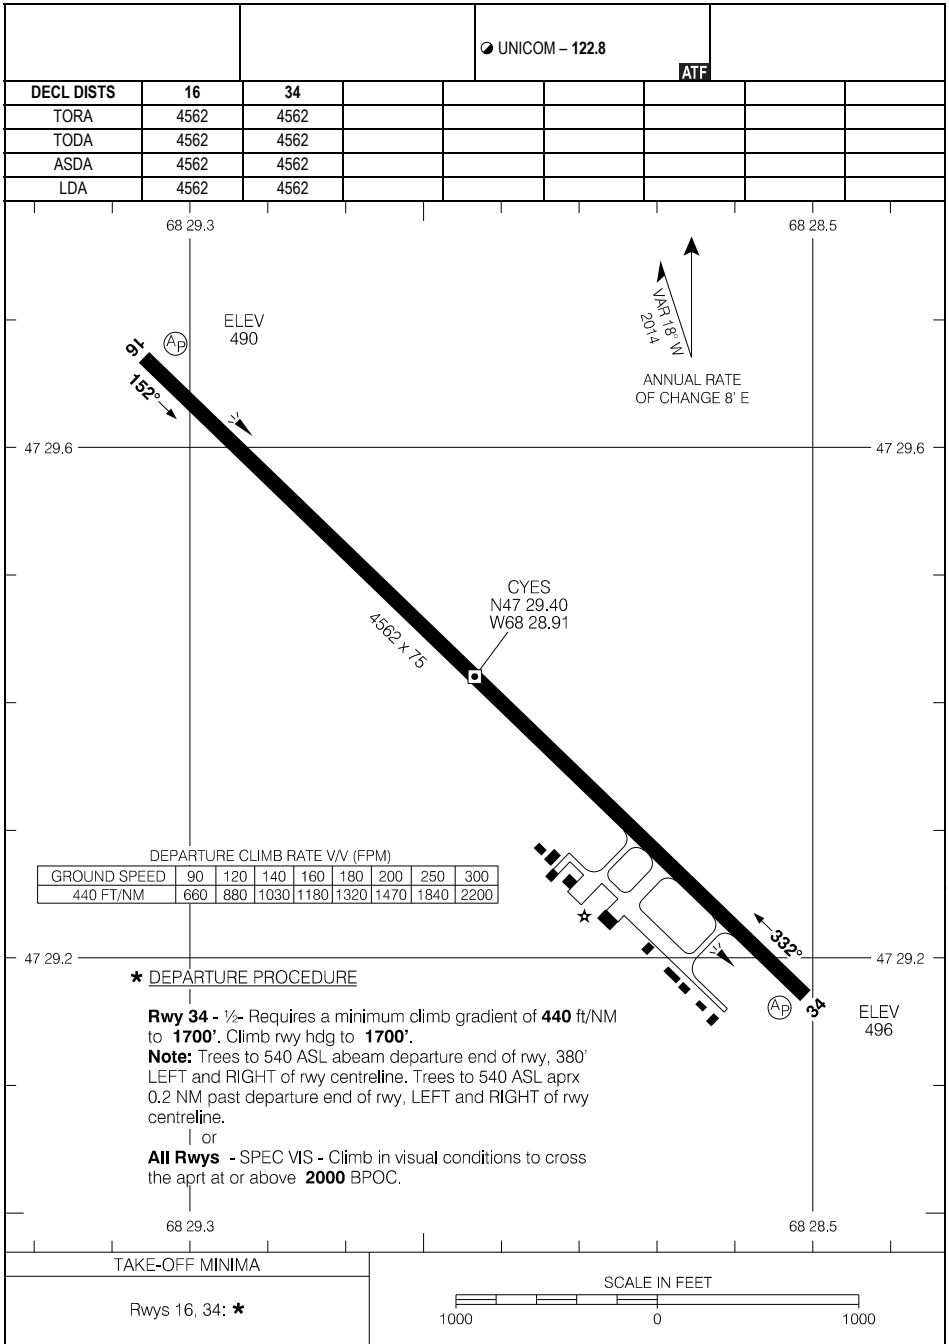 UNICOM – 122.8
ATF
DECL DISTS 16 34
TORA 4562 4562
TODA 4562 4562
ASDA 4562 4562
LDA 4562 4562
68 29.3 68 28.5
ELEV
490
AP
16
152°
VAR 18° W
2014
ANNUAL RATE
OF CHANGE 8' E
47 29.6 47 29.6
CYES
N47 29.40
W68 28.91
4562 x 75
DEPARTURE CLIMB RATE V/V (FPM)
GROUND SPEED 90 120 140 160 180 200 250 300
440 FT/NM 660 880 1030 1180 1320 1470 1840 2200
332°
47 29.2 47 29.2
34
AP
ELEV
496
* DEPARTURE PROCEDURE
Rwy 34 - ½- Requires a minimum climb gradient of 440 ft/NM
to 1700'. Climb rwy hdg to 1700'.
Note: Trees to 540 ASL abeam departure end of rwy, 380'
LEFT and RIGHT of rwy centreline. Trees to 540 ASL aprx
0.2 NM past departure end of rwy, LEFT and RIGHT of rwy
centreline.
or
All Rwys - SPEC VIS - Climb in visual conditions to cross
the aprt at or above 2000 BPOC.
68 29.3 68 28.5
TAKE-OFF MINIMA
Rwys 16, 34: *
SCALE IN FEET
1000 0 1000